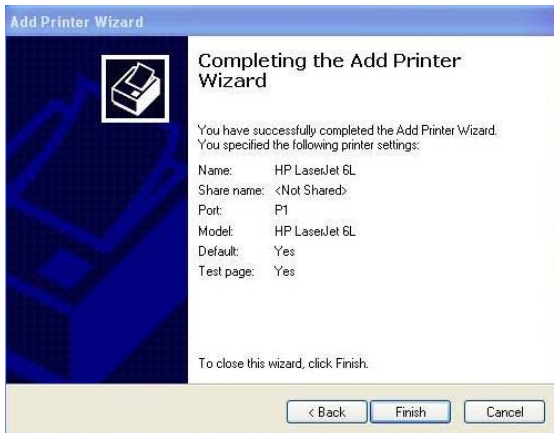 Add Printer Wizard
Completing the Add Printer
Wizard
You have successfully completed the Add Printer Wizard.
You specified the following printer settings:
Name: HP LaserJet 6L
Share name: <Not Shared>
Port: P1
Model: HP LaserJet 6L
Default: Yes
Test page: Yes
To close this wizard, click Finish.
< Back Finish Cancel